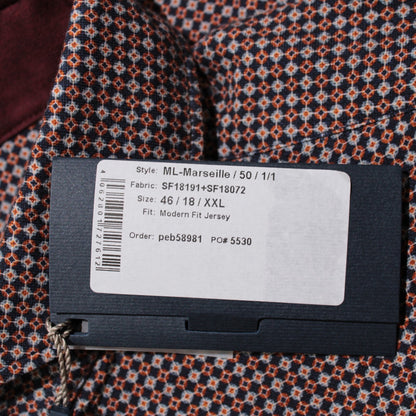 Style: ML-Marseille / 50 / 1/1
Fabric: SF18191+SF18072
Size: 46 / 18 / XXL
Fit: Modern Fit Jersey
Order: peb58981 PO# 5530